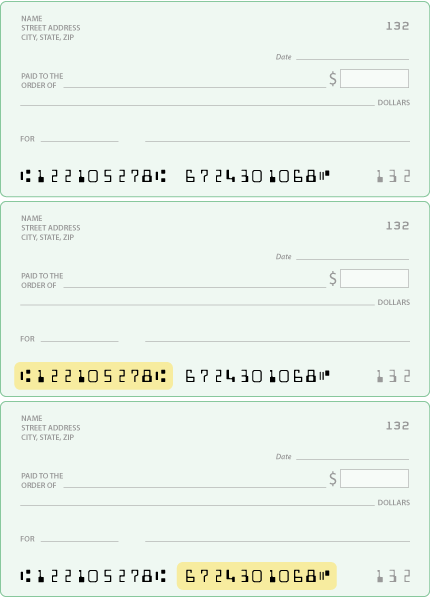 NAME
STREET ADDRESS
CITY, STATE, ZIP
132
Date
PAID TO THE
ORDER OF
$
DOLLARS
FOR
⑆122105278⑆ 6724301068⑈ 132
NAME
STREET ADDRESS
CITY, STATE, ZIP
132
Date
PAID TO THE
ORDER OF
$
DOLLARS
FOR
⑆122105278⑆ 6724301068⑈ 132
NAME
STREET ADDRESS
CITY, STATE, ZIP
132
Date
PAID TO THE
ORDER OF
$
DOLLARS
FOR
⑆122105278⑆ 6724301068⑈ 132